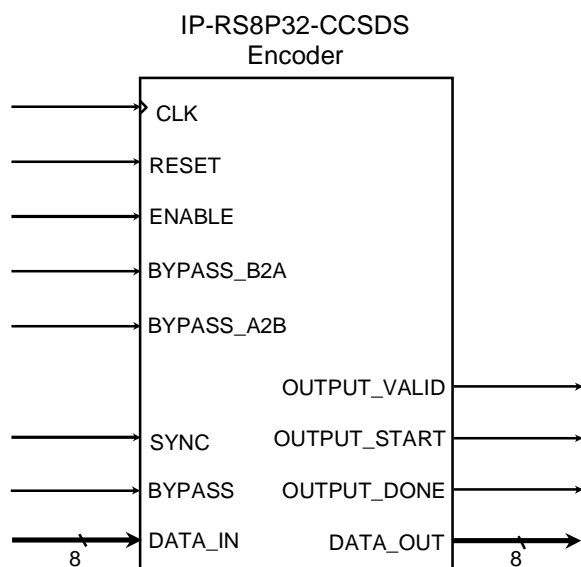 IP-RS8P32-CCSDS
Encoder
CLK
RESET
ENABLE
BYPASS_B2A
BYPASS_A2B
OUTPUT_VALID
SYNC OUTPUT_START
BYPASS OUTPUT_DONE
DATA_IN DATA_OUT
8 8